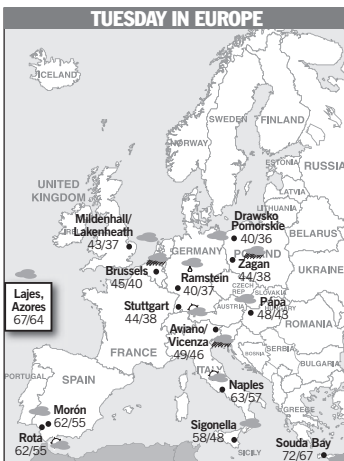 TUESDAY IN EUROPE
ICELAND
SWEDEN
FINLAND
NORWAY
ESTONIA
RUSSIA
LATVIA
LITHUANIA
UNITED
KINGDOM
Mildenhall/
Lakenheath
43/37
Drawsko
Pomorskie
40/36
BELARUS
GERMANY
POLAND
Zagan
44/38
UKRAINE
Brussels
45/40
Ramstein
40/37
CZECH
REP.
SLOVAKIA
Lajes,
Azores
67/64
Stuttgart
44/38
AUSTRIA
Pápa
48/43
HUNGARY
ROMANIA
Aviano/
Vicenza
49/46
FRANCE
BOSNIA
SERBIA
BULGARIA
ITALY
PORTUGAL
SPAIN
Naples
63/57
Morón
62/55
Rota
62/55
GREECE
Sigonella
58/48
SICILY
Souda Bay
72/67